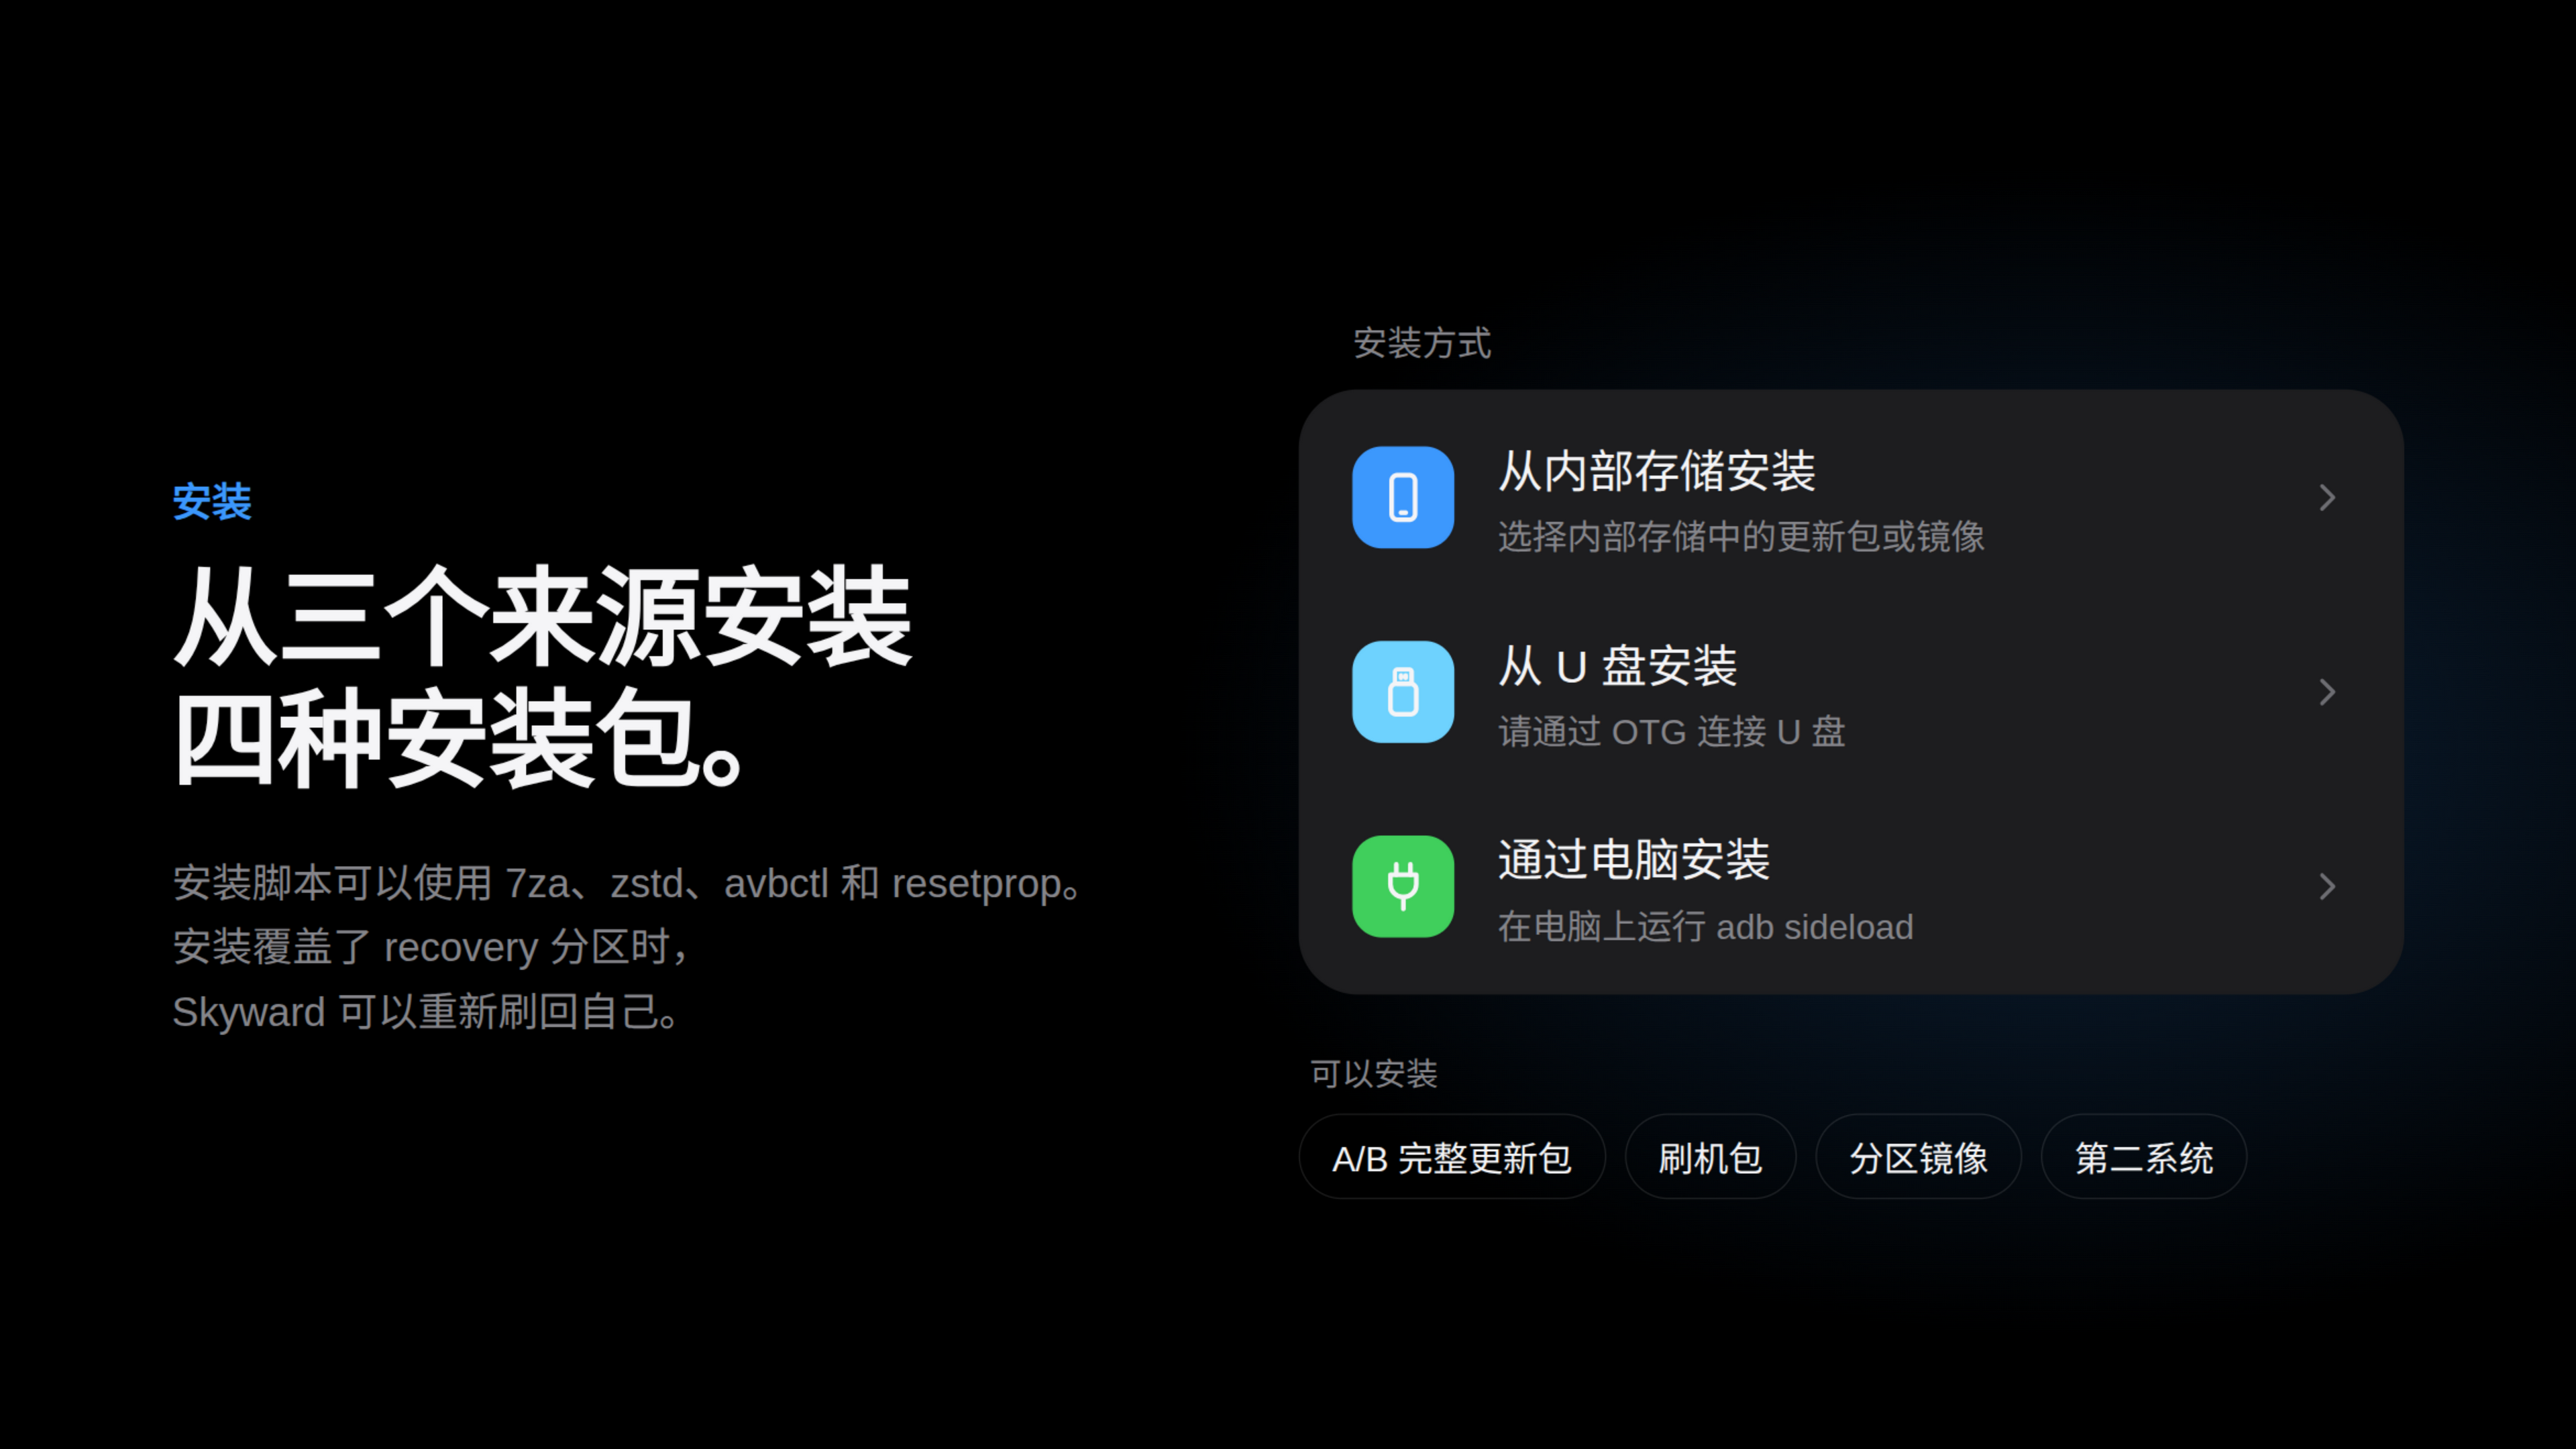 安装
从三个来源安装
四种安装包。
安装脚本可以使用 7za、zstd、avbctl 和 resetprop。
安装覆盖了 recovery 分区时，
Skyward 可以重新刷回自己。
安装方式
从内部存储安装
选择内部存储中的更新包或镜像
从 U 盘安装
请通过 OTG 连接 U 盘
通过电脑安装
在电脑上运行 adb sideload
可以安装
A/B 完整更新包
刷机包
分区镜像
第二系统